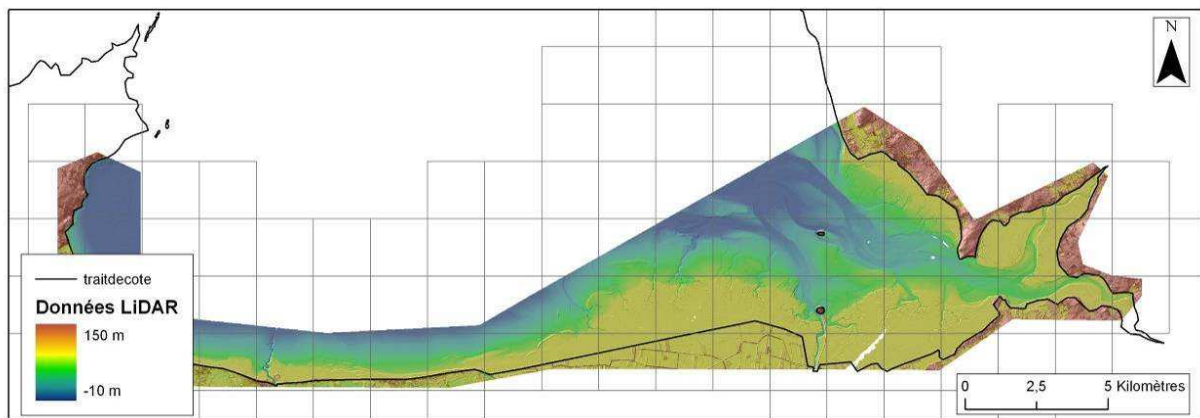 N
traitdecote
Données LiDAR
150 m
-10 m
0 2,5 5 Kilomètres